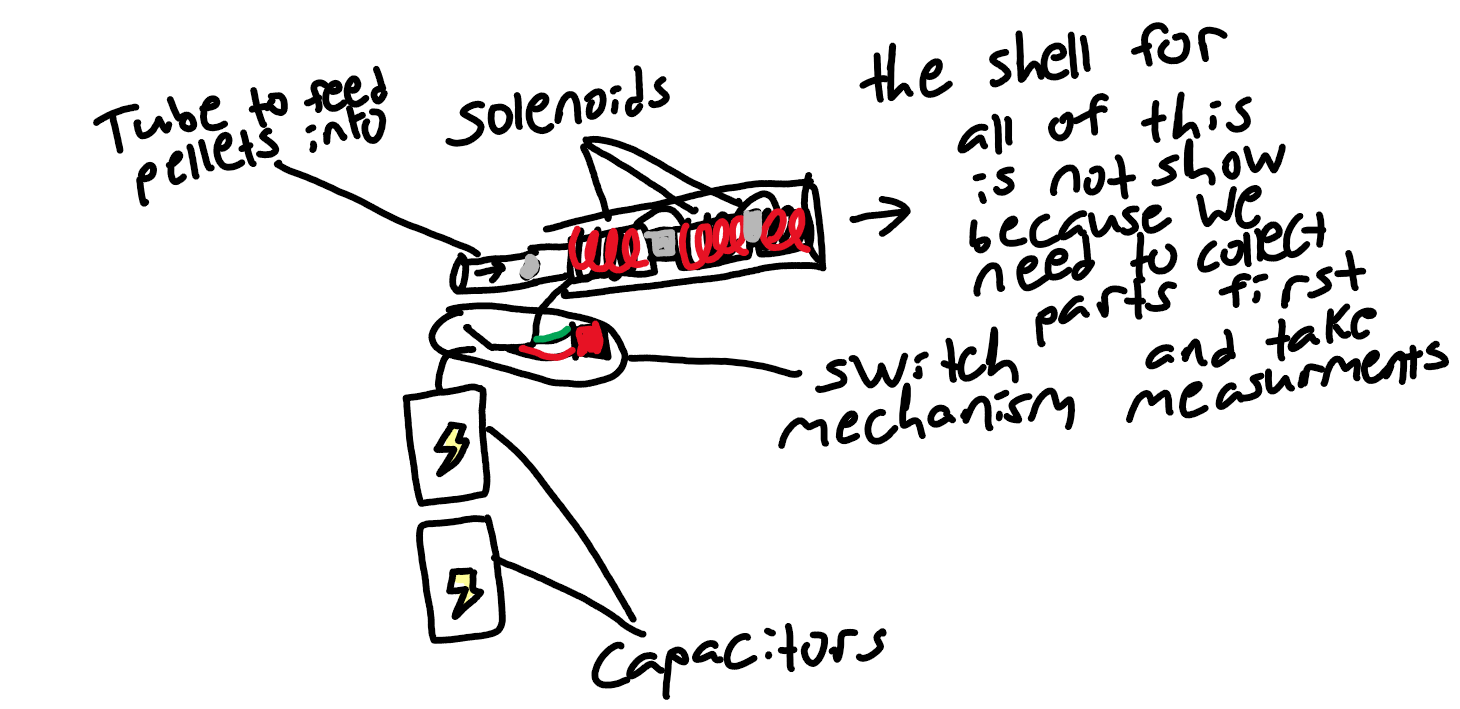 Tube to feed
pellets into
Solenoids
the shell for
all of this
is not show
because we
need to collect
parts first
and take
measurments
switch
mechanism
Capacitors